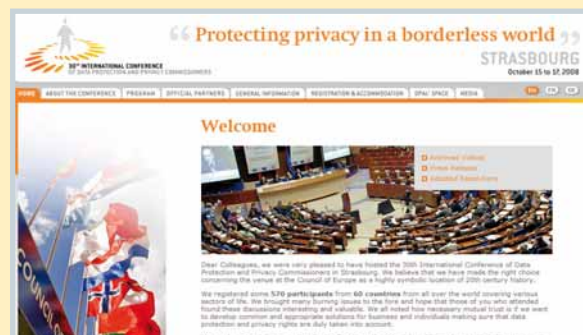 “ Protecting privacy in a borderless world ”
STRASBOURG
October 15 to 17, 2008
30th INTERNATIONAL CONFERENCE
OF DATA PROTECTION AND PRIVACY COMMISSIONERS
HOME ABOUT THE CONFERENCE PROGRAM OFFICIAL PARTNERS GENERAL INFORMATION REGISTRATION & ACCOMMODATION DPAs' SPACE MEDIA
EN FR DE
Welcome
Archived Videos
Press Releases
Adopted Resolutions
Dear Colleagues, we were very pleased to have hosted the 30th International Conference of Data
Protection and Privacy Commissioners in Strasbourg. We believe that we have made the right choice
concerning the venue at the Council of Europe as a highly symbolic location of 20th century history.
We registered some 570 participants from 60 countries from all over the world covering various
sectors of life. We brought many burning issues to the fore and hope that those of you who attended
found these discussions interesting and valuable. We all noted how necessary mutual trust is if we want
to develop common and appropriate solutions for business and individuals making sure that data
protection and privacy rights are duly taken into account.
COUNCIL